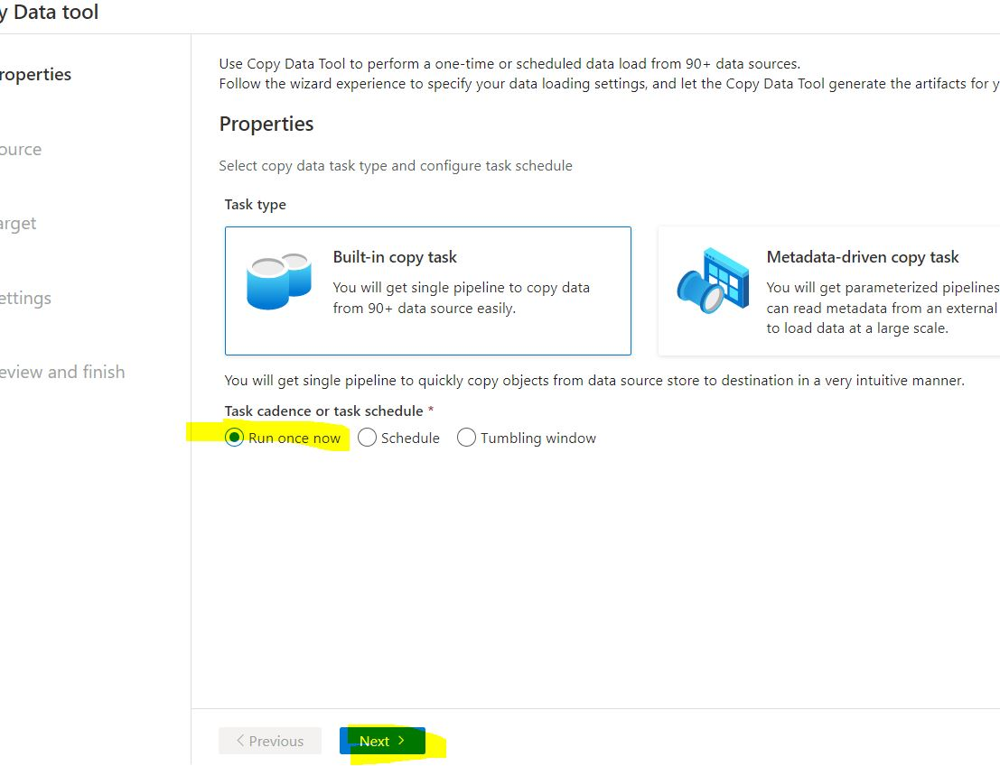 y Data tool
roperties
ource
arget
ettings
eview and finish
Use Copy Data Tool to perform a one-time or scheduled data load from 90+ data sources.
Follow the wizard experience to specify your data loading settings, and let the Copy Data Tool generate the artifacts for y
Properties
Select copy data task type and configure task schedule
Task type
Built-in copy task
You will get single pipeline to copy data
from 90+ data source easily.
Metadata-driven copy task
You will get parameterized pipelines
can read metadata from an external
to load data at a large scale.
You will get single pipeline to quickly copy objects from data source store to destination in a very intuitive manner.
Task cadence or task schedule *
Run once now Schedule Tumbling window
< Previous Next >